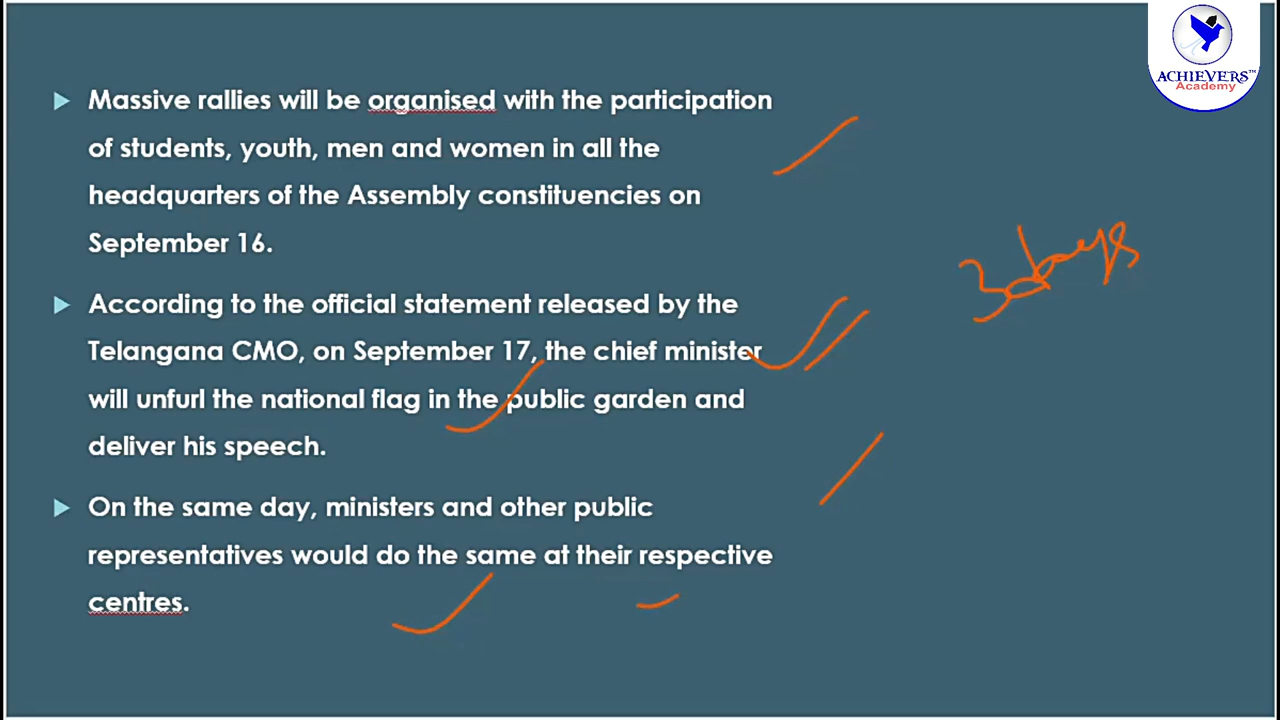 ACHIEVERS™
Academy
Massive rallies will be organised with the participation
of students, youth, men and women in all the
headquarters of the Assembly constituencies on
September 16.
3 days
According to the official statement released by the
Telangana CMO, on September 17, the chief minister
will unfurl the national flag in the public garden and
deliver his speech.
On the same day, ministers and other public
representatives would do the same at their respective
centres.